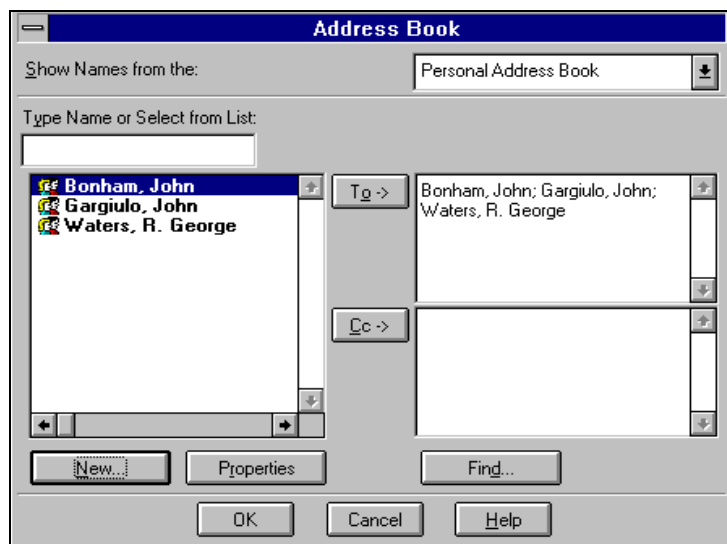 Address Book
Show Names from the:
Personal Address Book
Type Name or Select from List:
Bonham, John
Gargiulo, John
Waters, R. George
To ->
Bonham, John; Gargiulo, John;
Waters, R. George
Cc ->
New...
Properties
Find...
OK
Cancel
Help